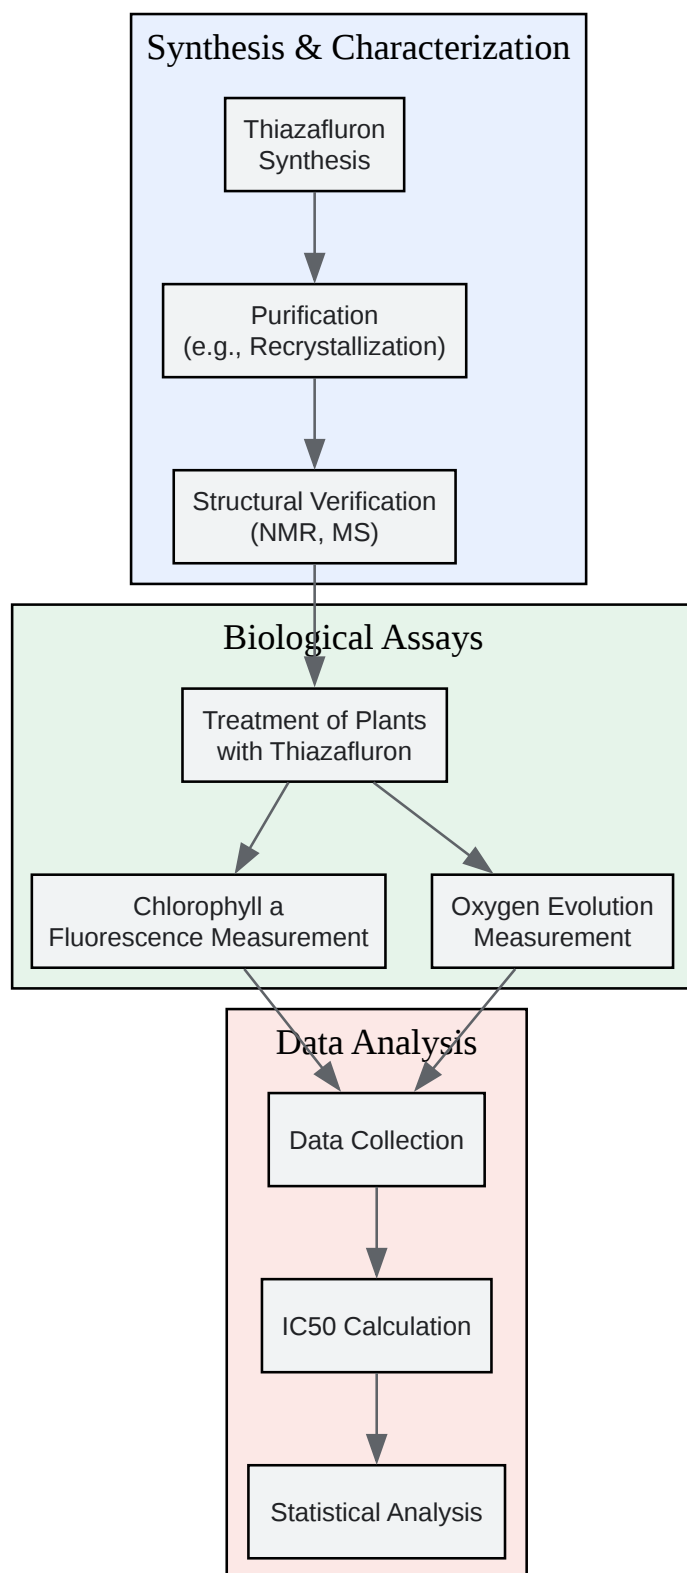 Synthesis & Characterization
Thiazafluron
Synthesis
Purification
(e.g., Recrystallization)
Structural Verification
(NMR, MS)
Biological Assays
Treatment of Plants
with Thiazafluron
Chlorophyll a
Fluorescence Measurement
Oxygen Evolution
Measurement
Data Analysis
Data Collection
IC50 Calculation
Statistical Analysis